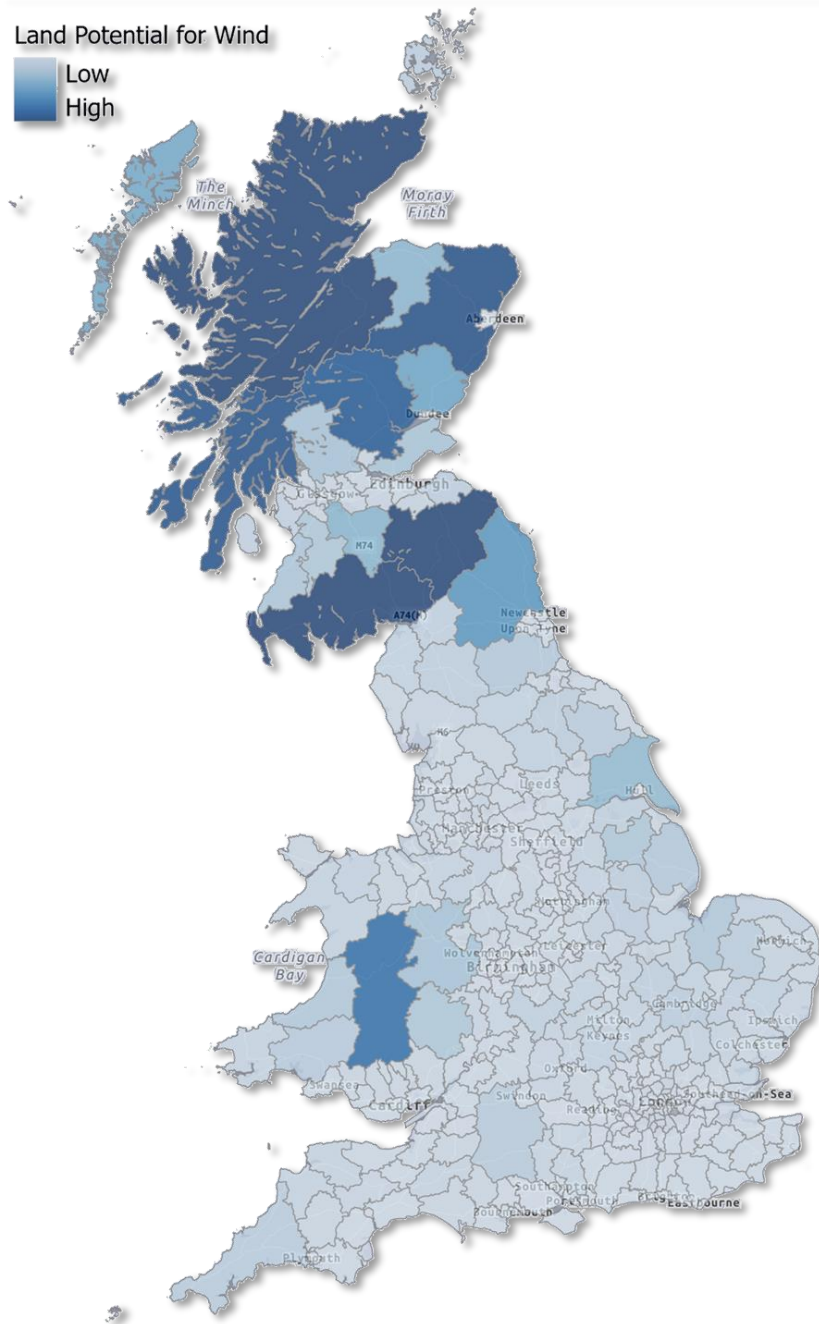 Land Potential for Wind
Low
High
The
Minch
Moray
Firth
Aberdeen
Dundee
Edinburgh
Glasgow
M74
A74(M)
Newcastle
Upon Tyne
M6
Preston
Leeds
Hull
Manchester
Sheffield
Nottingham
Norwich
Leicester
Cardigan
Bay
Wolverhampton
Birmingham
Cambridge
Milton
Keynes
Ipswich
Colchester
Oxford
Swansea
Cardiff
Swindon
Reading
London
Southend-on-Sea
Southampton
Portsmouth
Bournemouth
Brighton
Eastbourne
Plymouth